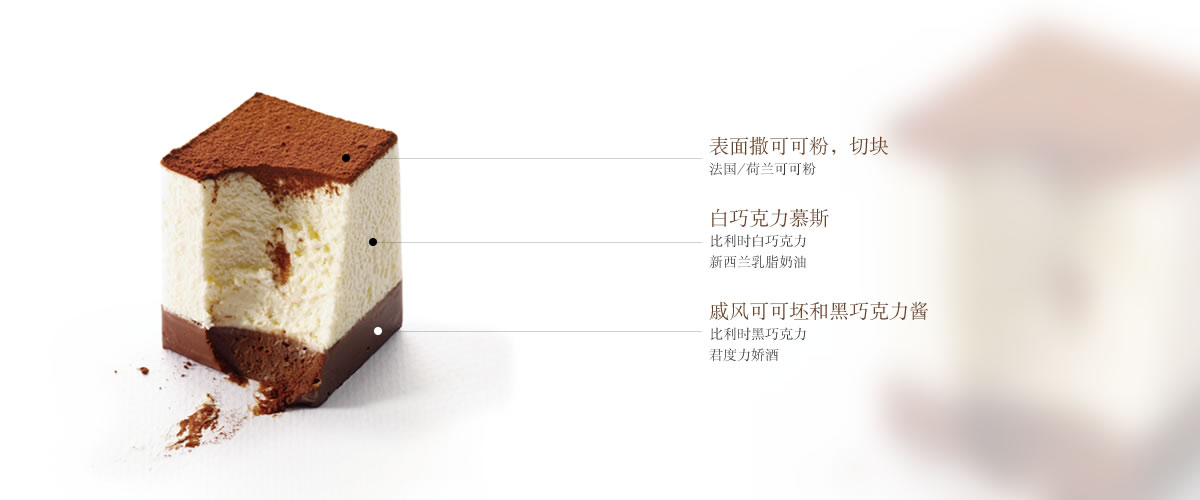 表面撒可可粉，切块
法国/荷兰可可粉
白巧克力慕斯
比利时白巧克力
新西兰乳脂奶油
戚风可可坯和黑巧克力酱
比利时黑巧克力
君度力娇酒